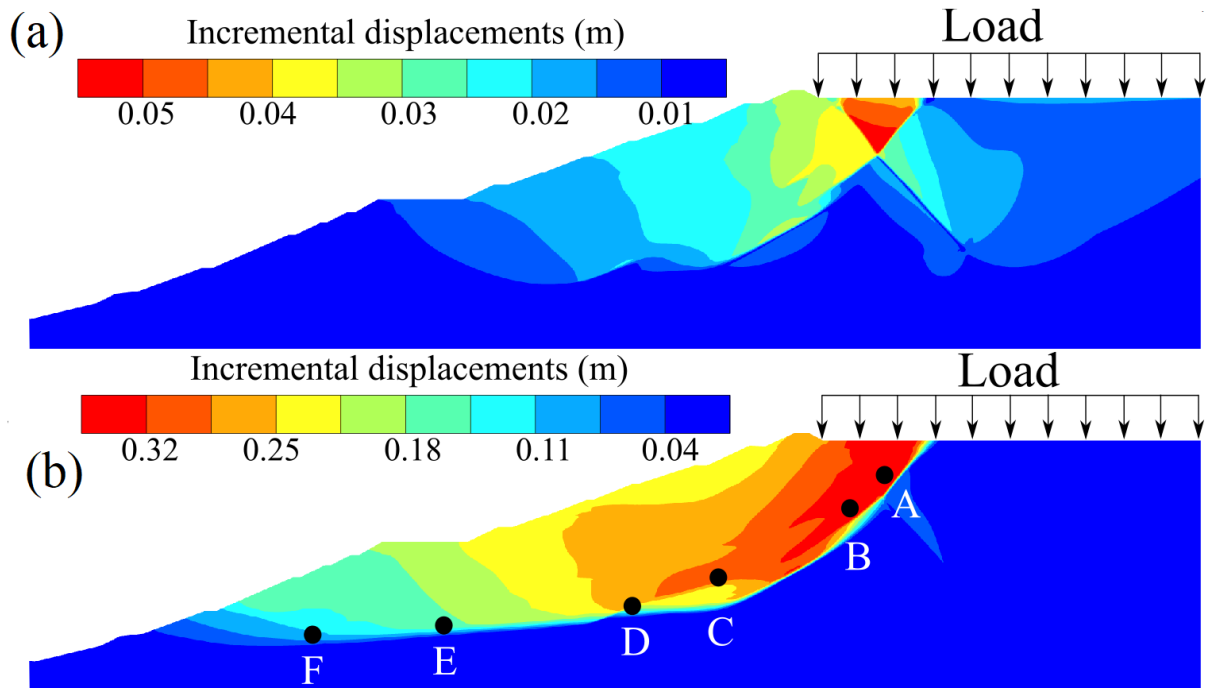 (a)
Incremental displacements (m)
0.05 0.04 0.03 0.02 0.01
Load
Incremental displacements (m)
0.32 0.25 0.18 0.11 0.04
Load
(b)
A
B
C
D
E
F